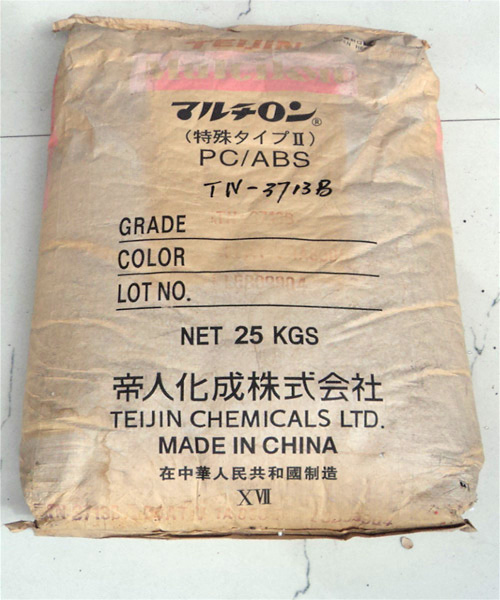 TEIJIN
Multilon
マルチロン®
(特殊タイプⅡ)
PC/ABS
TN-3713B
GRADE
COLOR
LOT NO.
NET 25 KGS
帝人化成株式会社
TEIJIN CHEMICALS LTD.
MADE IN CHINA
在中華人民共和國制造
XⅦ